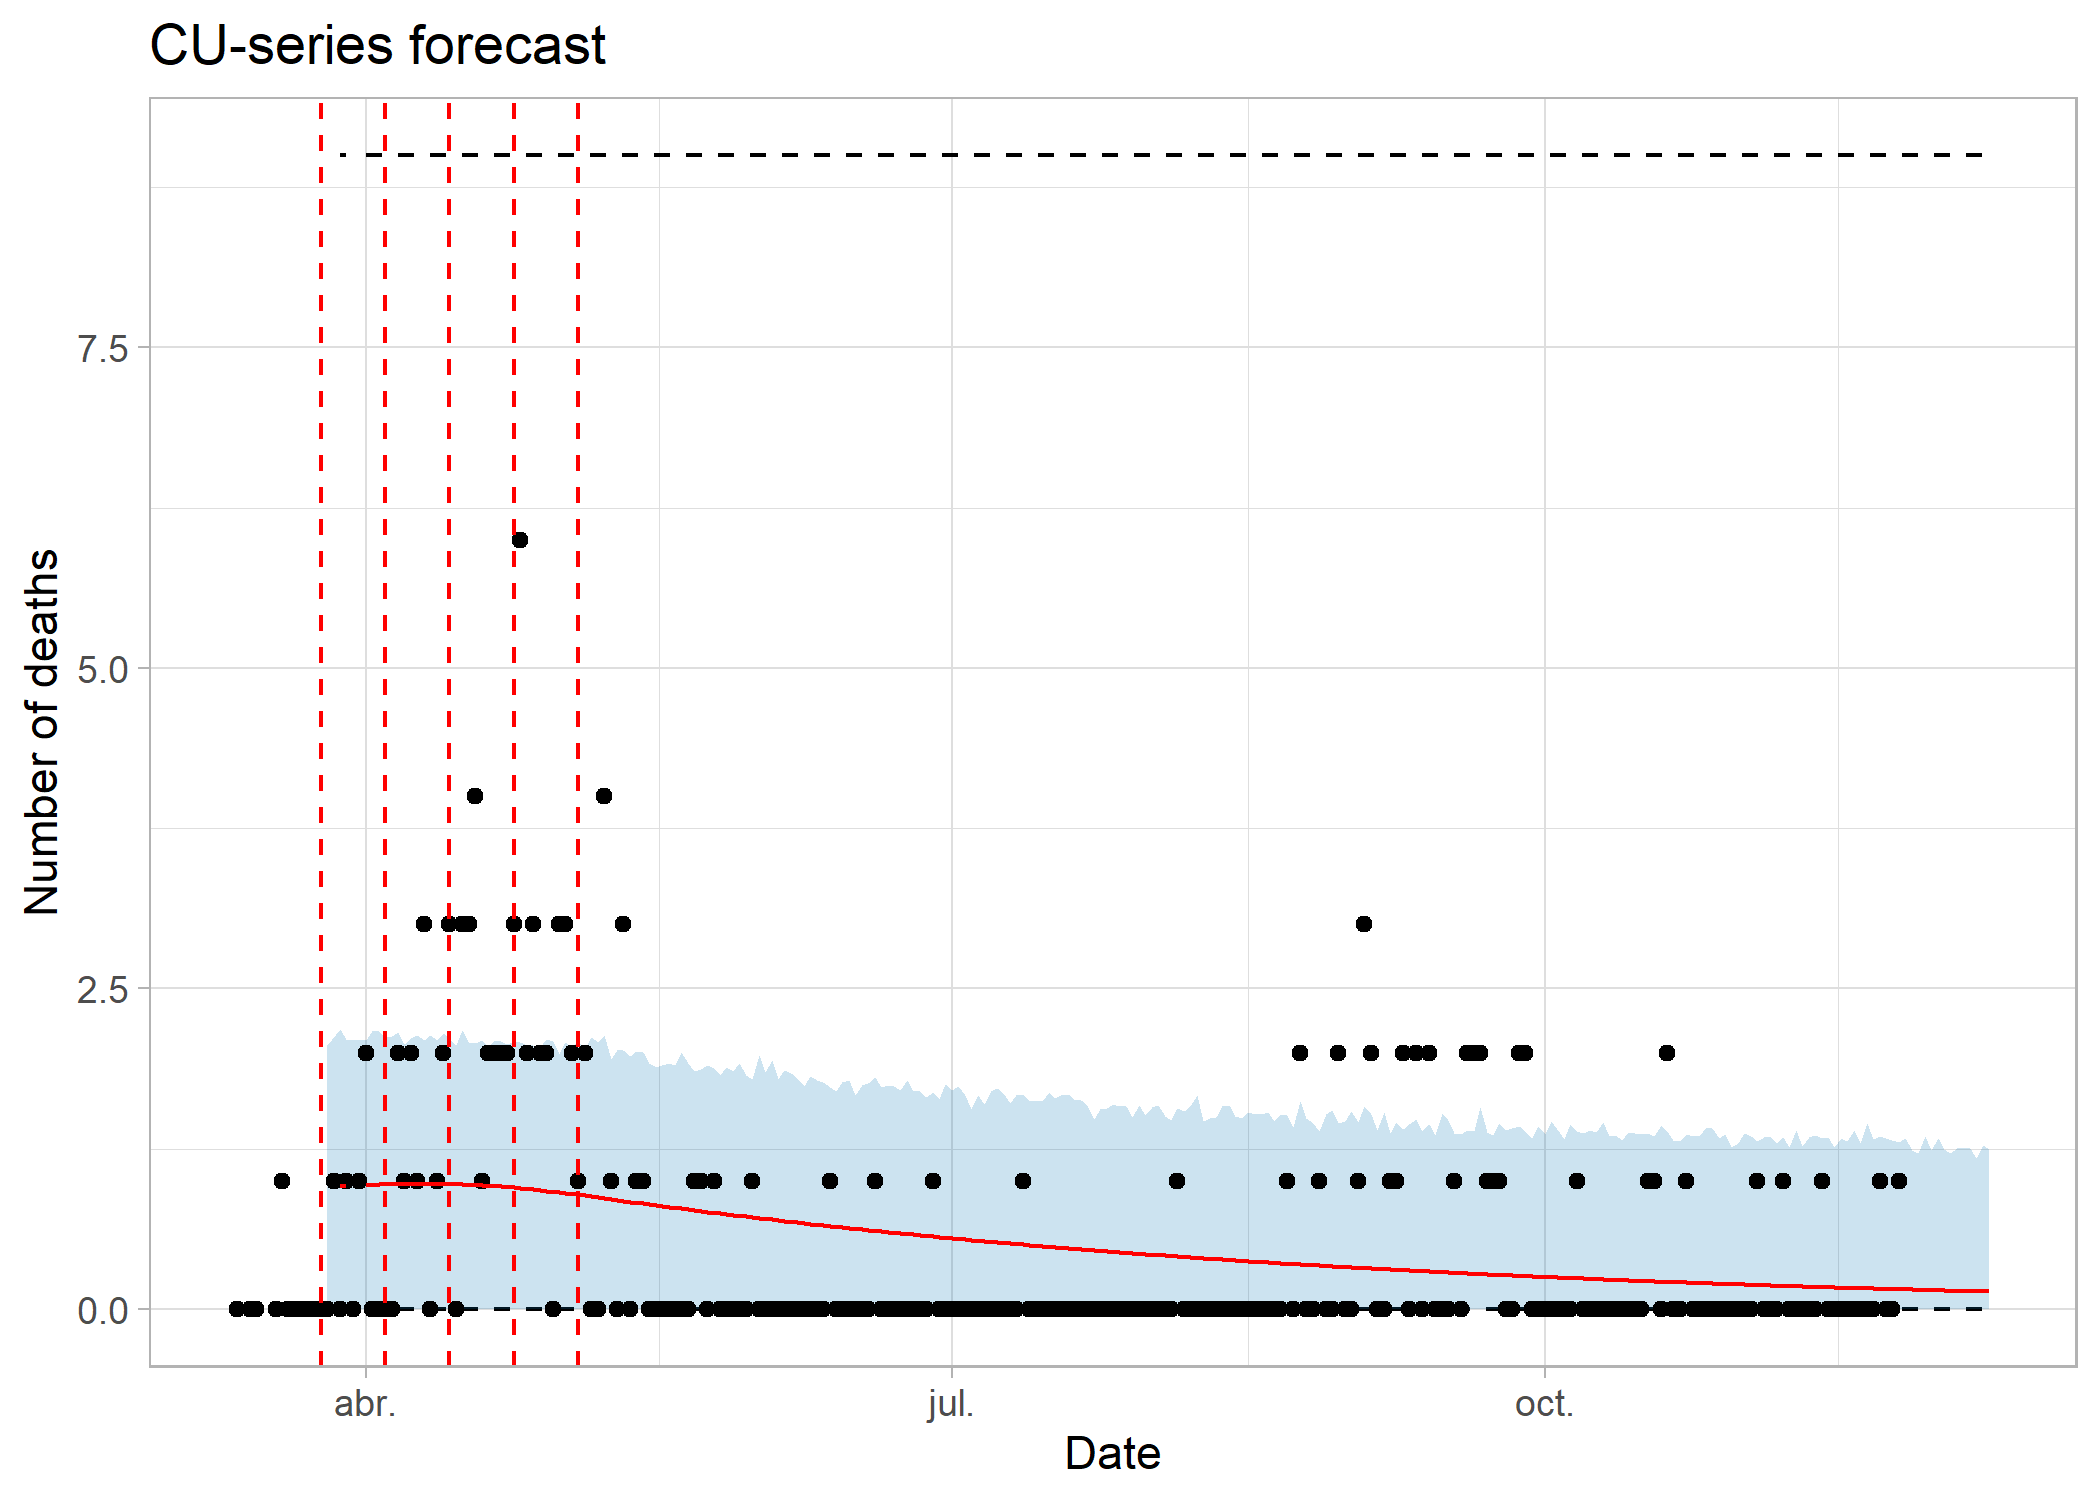 CU-series forecast
Number of deaths
7.5
5.0
2.5
0.0
abr.
jul.
oct.
Date